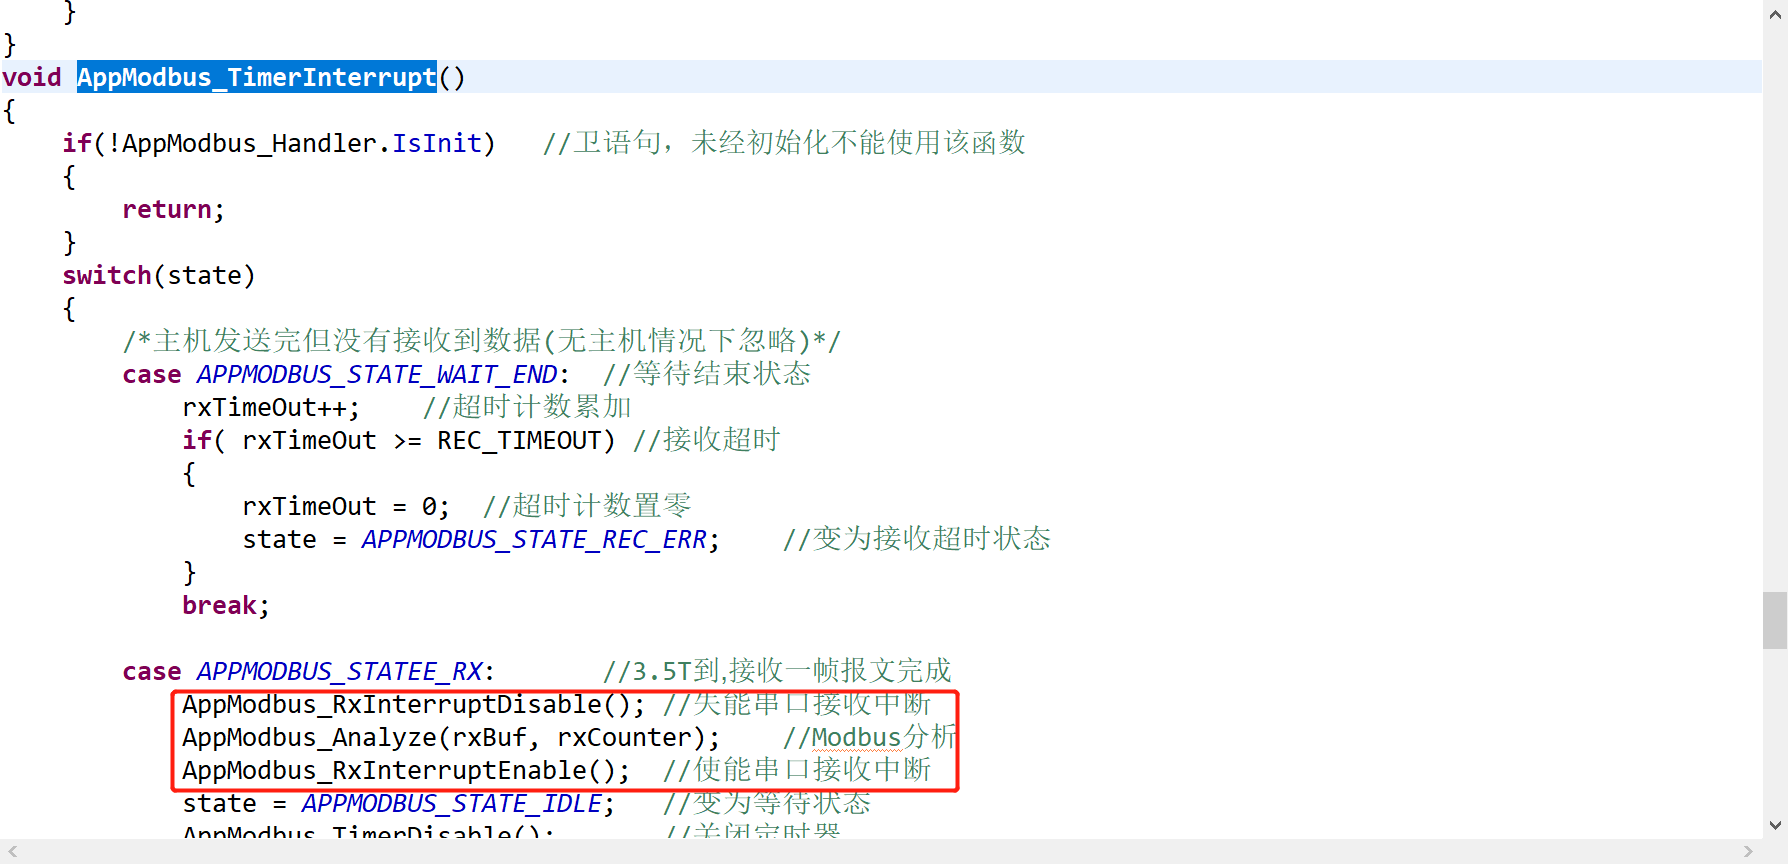 }
}
void AppModbus_TimerInterrupt()
{
    if(!AppModbus_Handler.IsInit)   //卫语句，未经初始化不能使用该函数
    {
        return;
    }
    switch(state)
    {
        /*主机发送完但没有接收到数据(无主机情况下忽略)*/
        case APPMODBUS_STATE_WAIT_END:  //等待结束状态
            rxTimeOut++;    //超时计数累加
            if( rxTimeOut >= REC_TIMEOUT) //接收超时
            {
                rxTimeOut = 0;  //超时计数置零
                state = APPMODBUS_STATE_REC_ERR;    //变为接收超时状态
            }
            break;
        case APPMODBUS_STATEE_RX:       //3.5T到,接收一帧报文完成
            AppModbus_RxInterruptDisable(); //失能串口接收中断
            AppModbus_Analyze(rxBuf, rxCounter);    //Modbus分析
            AppModbus_RxInterruptEnable();  //使能串口接收中断
            state = APPMODBUS_STATE_IDLE;   //变为等待状态
            AppModbus_TimerDisable();       //关闭定时器